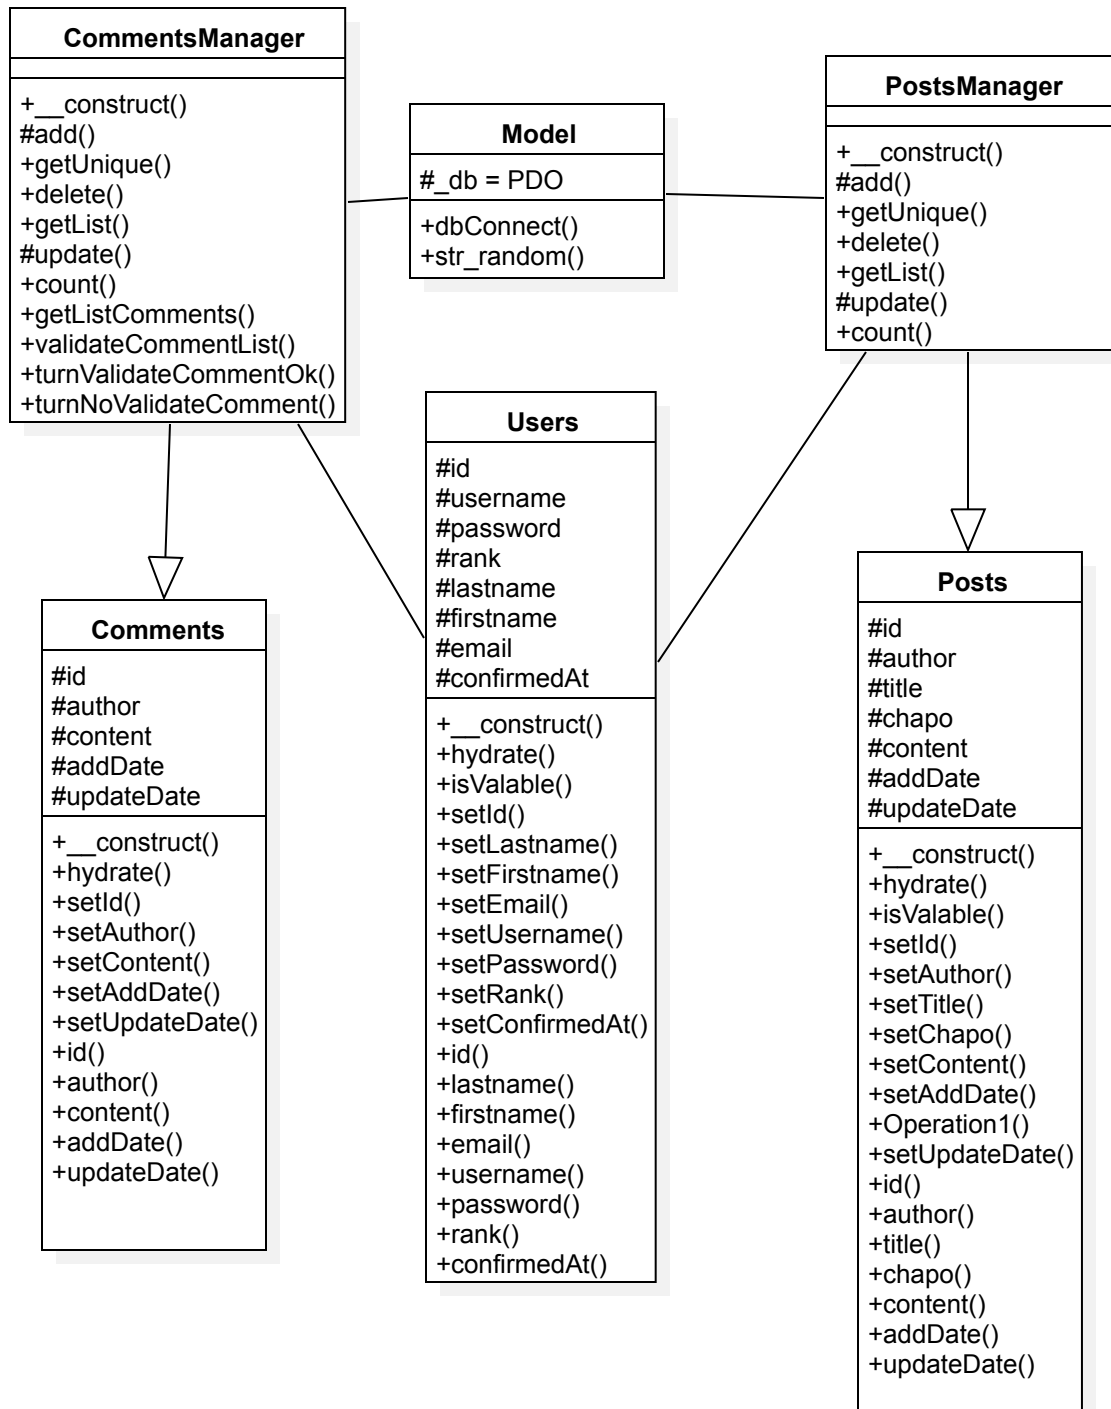 CommentsManager
+__construct()
#add()
+getUnique()
+delete()
+getList()
#update()
+count()
+getListComments()
+validateCommentList()
+turnValidateCommentOk()
+turnNoValidateComment()
Model
#_db = PDO
+dbConnect()
+str_random()
PostsManager
+__construct()
#add()
+getUnique()
+delete()
+getList()
#update()
+count()
Users
#id
#username
#password
#rank
#lastname
#firstname
#email
#confirmedAt
+__construct()
+hydrate()
+isValable()
+setId()
+setLastname()
+setFirstname()
+setEmail()
+setUsername()
+setPassword()
+setRank()
+setConfirmedAt()
+id()
+lastname()
+firstname()
+email()
+username()
+password()
+rank()
+confirmedAt()
Comments
#id
#author
#content
#addDate
#updateDate
+__construct()
+hydrate()
+setId()
+setAuthor()
+setContent()
+setAddDate()
+setUpdateDate()
+id()
+author()
+content()
+addDate()
+updateDate()
Posts
#id
#author
#title
#chapo
#content
#addDate
#updateDate
+__construct()
+hydrate()
+isValable()
+setId()
+setAuthor()
+setTitle()
+setChapo()
+setContent()
+setAddDate()
+Operation1()
+setUpdateDate()
+id()
+author()
+title()
+chapo()
+content()
+addDate()
+updateDate()